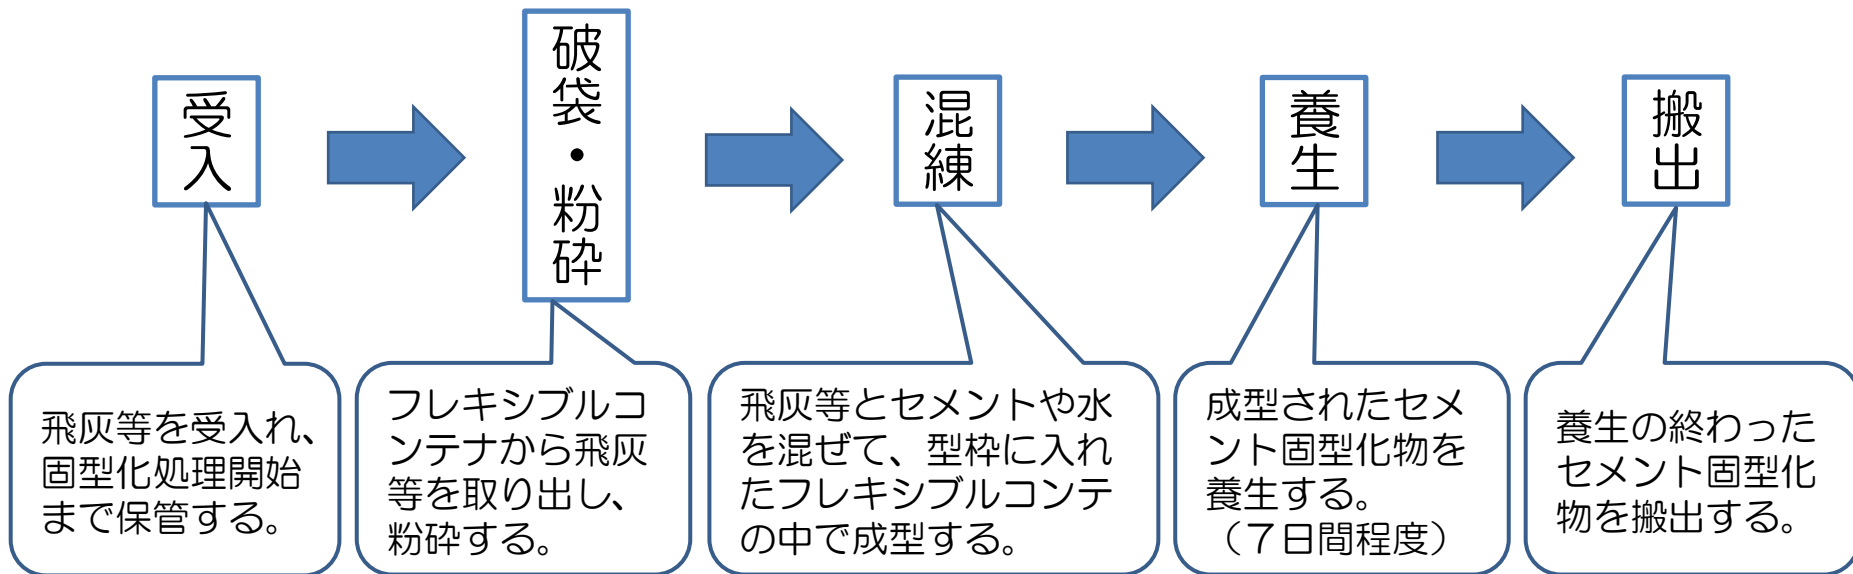 受入
破袋・粉砕
混練
養生
搬出
飛灰等を受入れ、
固型化処理開始
まで保管する。
フレキシブルコ
ンテナから飛灰
等を取り出し、
粉砕する。
飛灰等とセメントや水
を混ぜて、型枠に入れ
たフレキシブルコンテ
の中で成型する。
成型されたセメ
ント固型化物を
養生する。
（７日間程度）
養生の終わった
セメント固型化
物を搬出する。